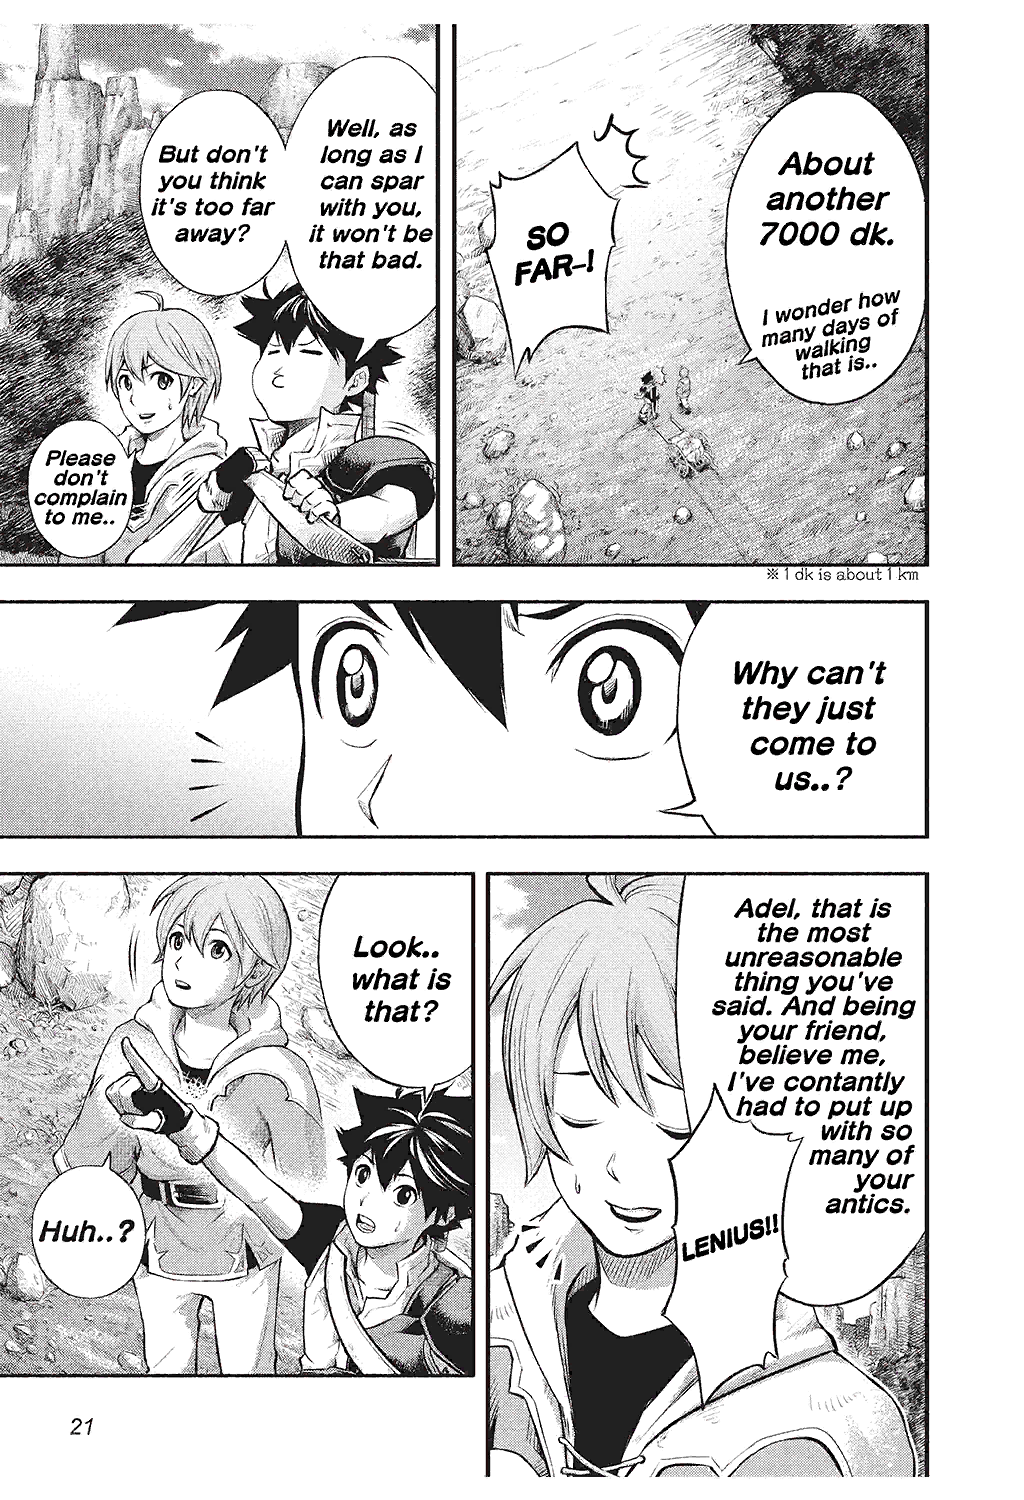 About
another
7000 dk.
I wonder how
many days of
walking
that is..
SO
FAR–!
※ 1 dk is about 1 km
Well, as
long as I
can spar
with you,
it won't be
that bad.
But don't
you think
it's too far
away?
Please
don't
complain
to me..
Why can't
they just
come to
us..?
Adel, that is
the most
unreasonable
thing you've
said. And being
your friend,
believe me,
I've contantly
had to put up
with so
many of
your
antics.
LENIUS!!
Look..
what is
that?
Huh..?
21